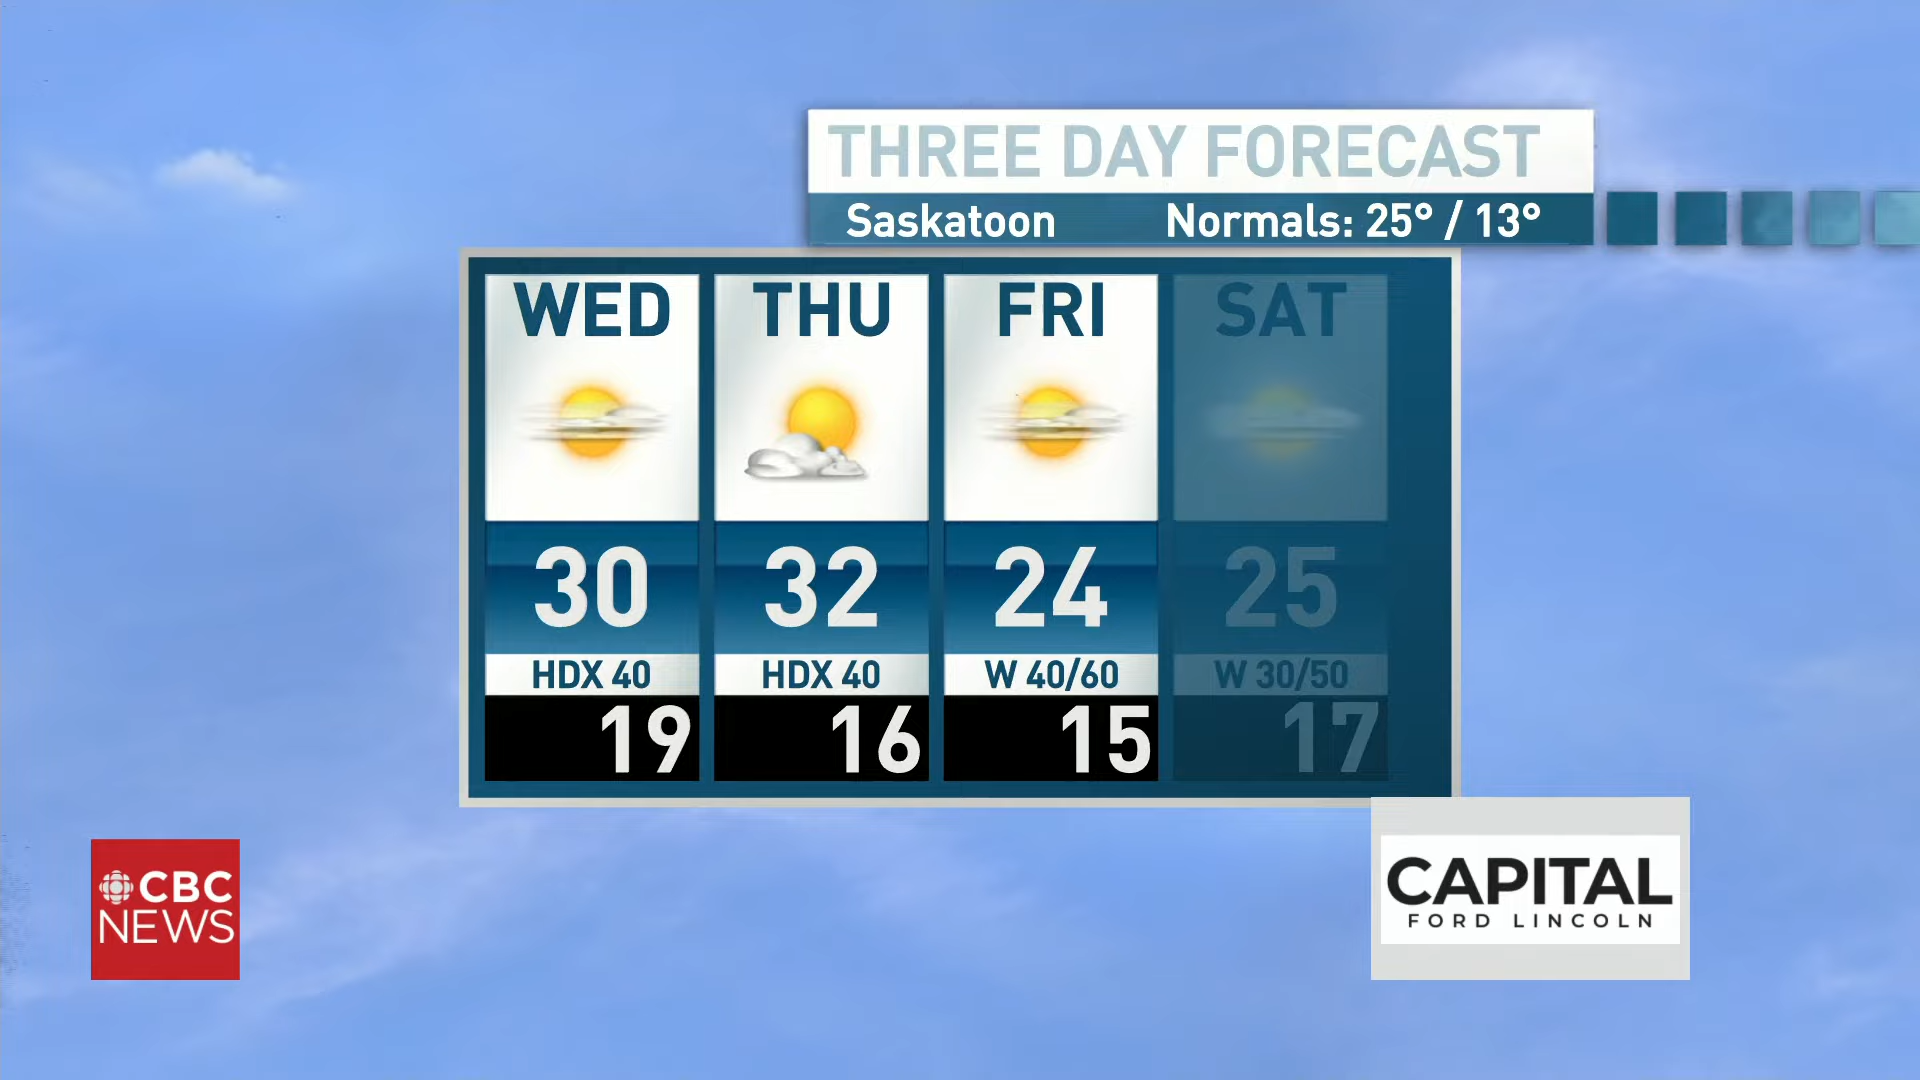 THREE DAY FORECAST
Saskatoon Normals: 25° / 13°
WED THU FRI SAT
30 32 24 25
HDX 40 HDX 40 W 40/60 W 30/50
19 16 15 17
CBC
NEWS
CAPITAL
FORD LINCOLN